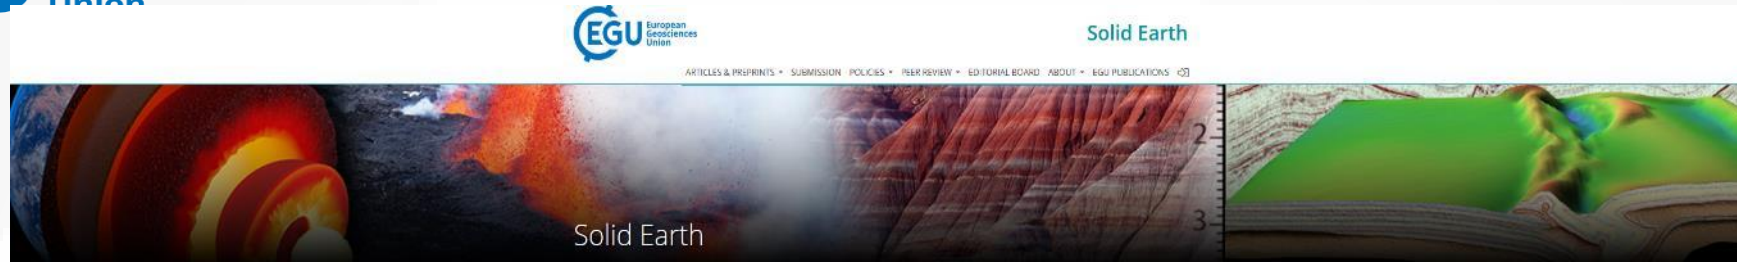 Union
EGU European
Geosciences
Union
Solid Earth
ARTICLES & PREPRINTS SUBMISSION POLICIES PEER REVIEW EDITORIAL BOARD ABOUT EGU PUBLICATIONS
2
3
Solid Earth